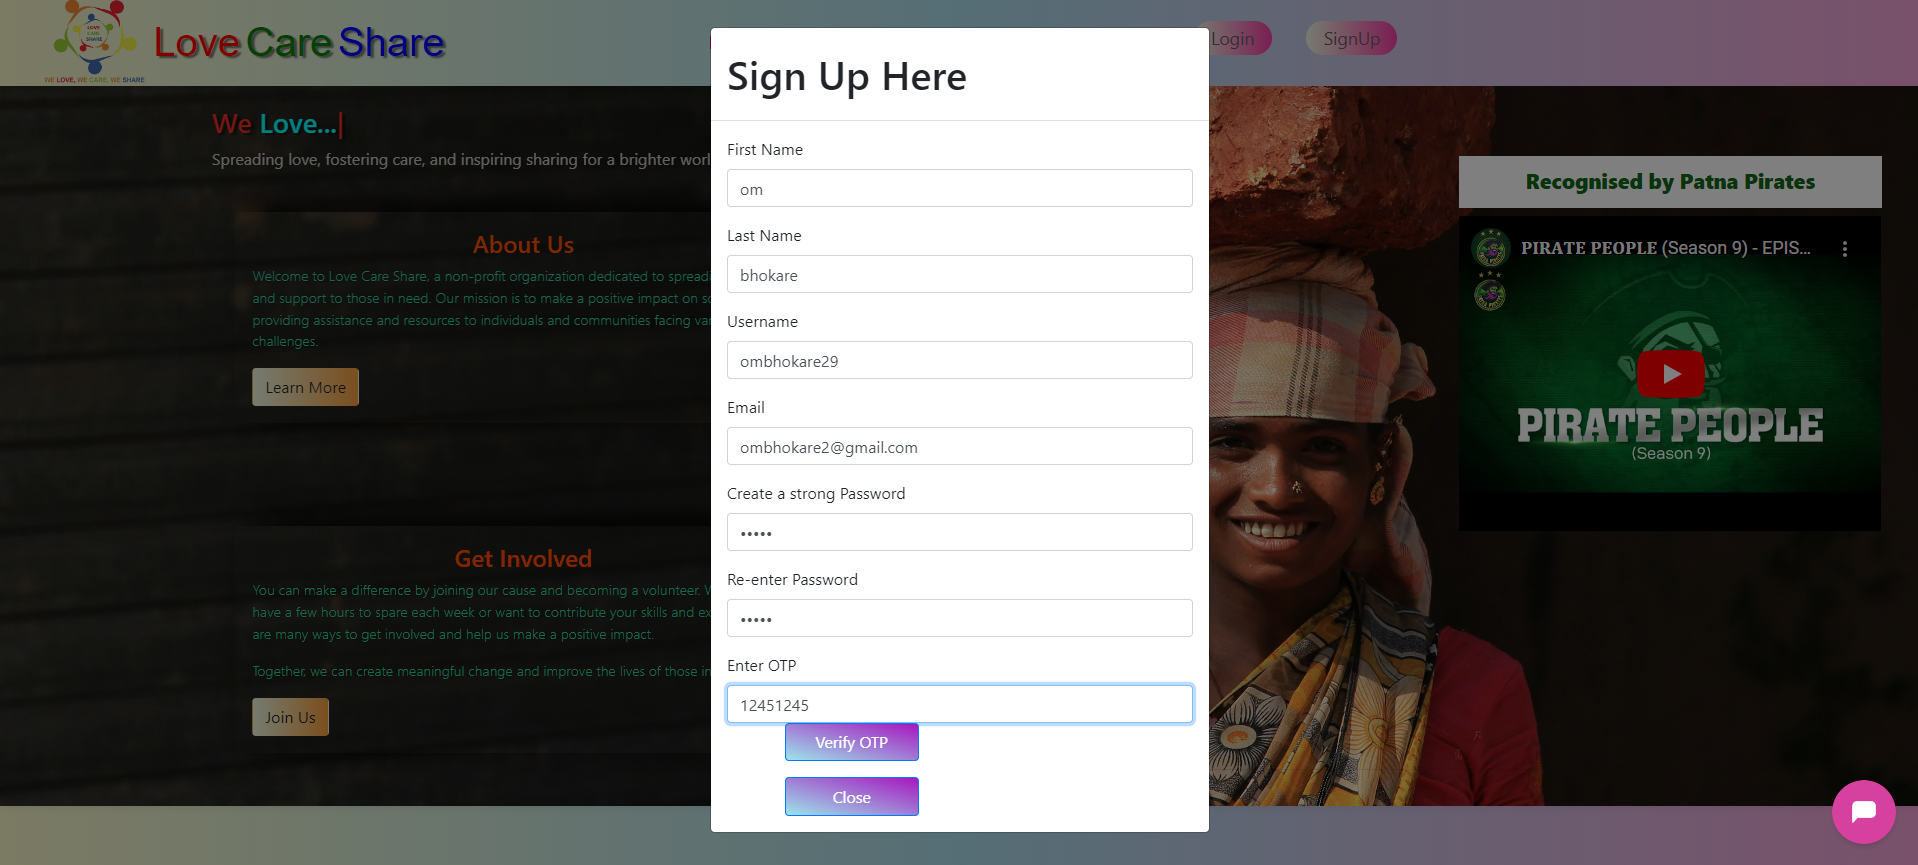 LOVE
CARE
SHARE
WE LOVE, WE CARE, WE SHARE
Love Care Share
Login
SignUp
We Love...|
Spreading love, fostering care, and inspiring sharing for a brighter worl
About Us
Welcome to Love Care Share, a non-profit organization dedicated to spreadi
and support to those in need. Our mission is to make a positive impact on so
providing assistance and resources to individuals and communities facing var
challenges.
Learn More
Get Involved
You can make a difference by joining our cause and becoming a volunteer. W
have a few hours to spare each week or want to contribute your skills and ex
are many ways to get involved and help us make a positive impact.
Together, we can create meaningful change and improve the lives of those in
Join Us
Sign Up Here
First Name
om
Last Name
bhokare
Username
ombhokare29
Email
ombhokare2@gmail.com
Create a strong Password
•••••
Re-enter Password
•••••
Enter OTP
12451245
Verify OTP
Close
Recognised by Patna Pirates
PIRATE PEOPLE (Season 9) - EPIS...
PIRATE PEOPLE
(Season 9)